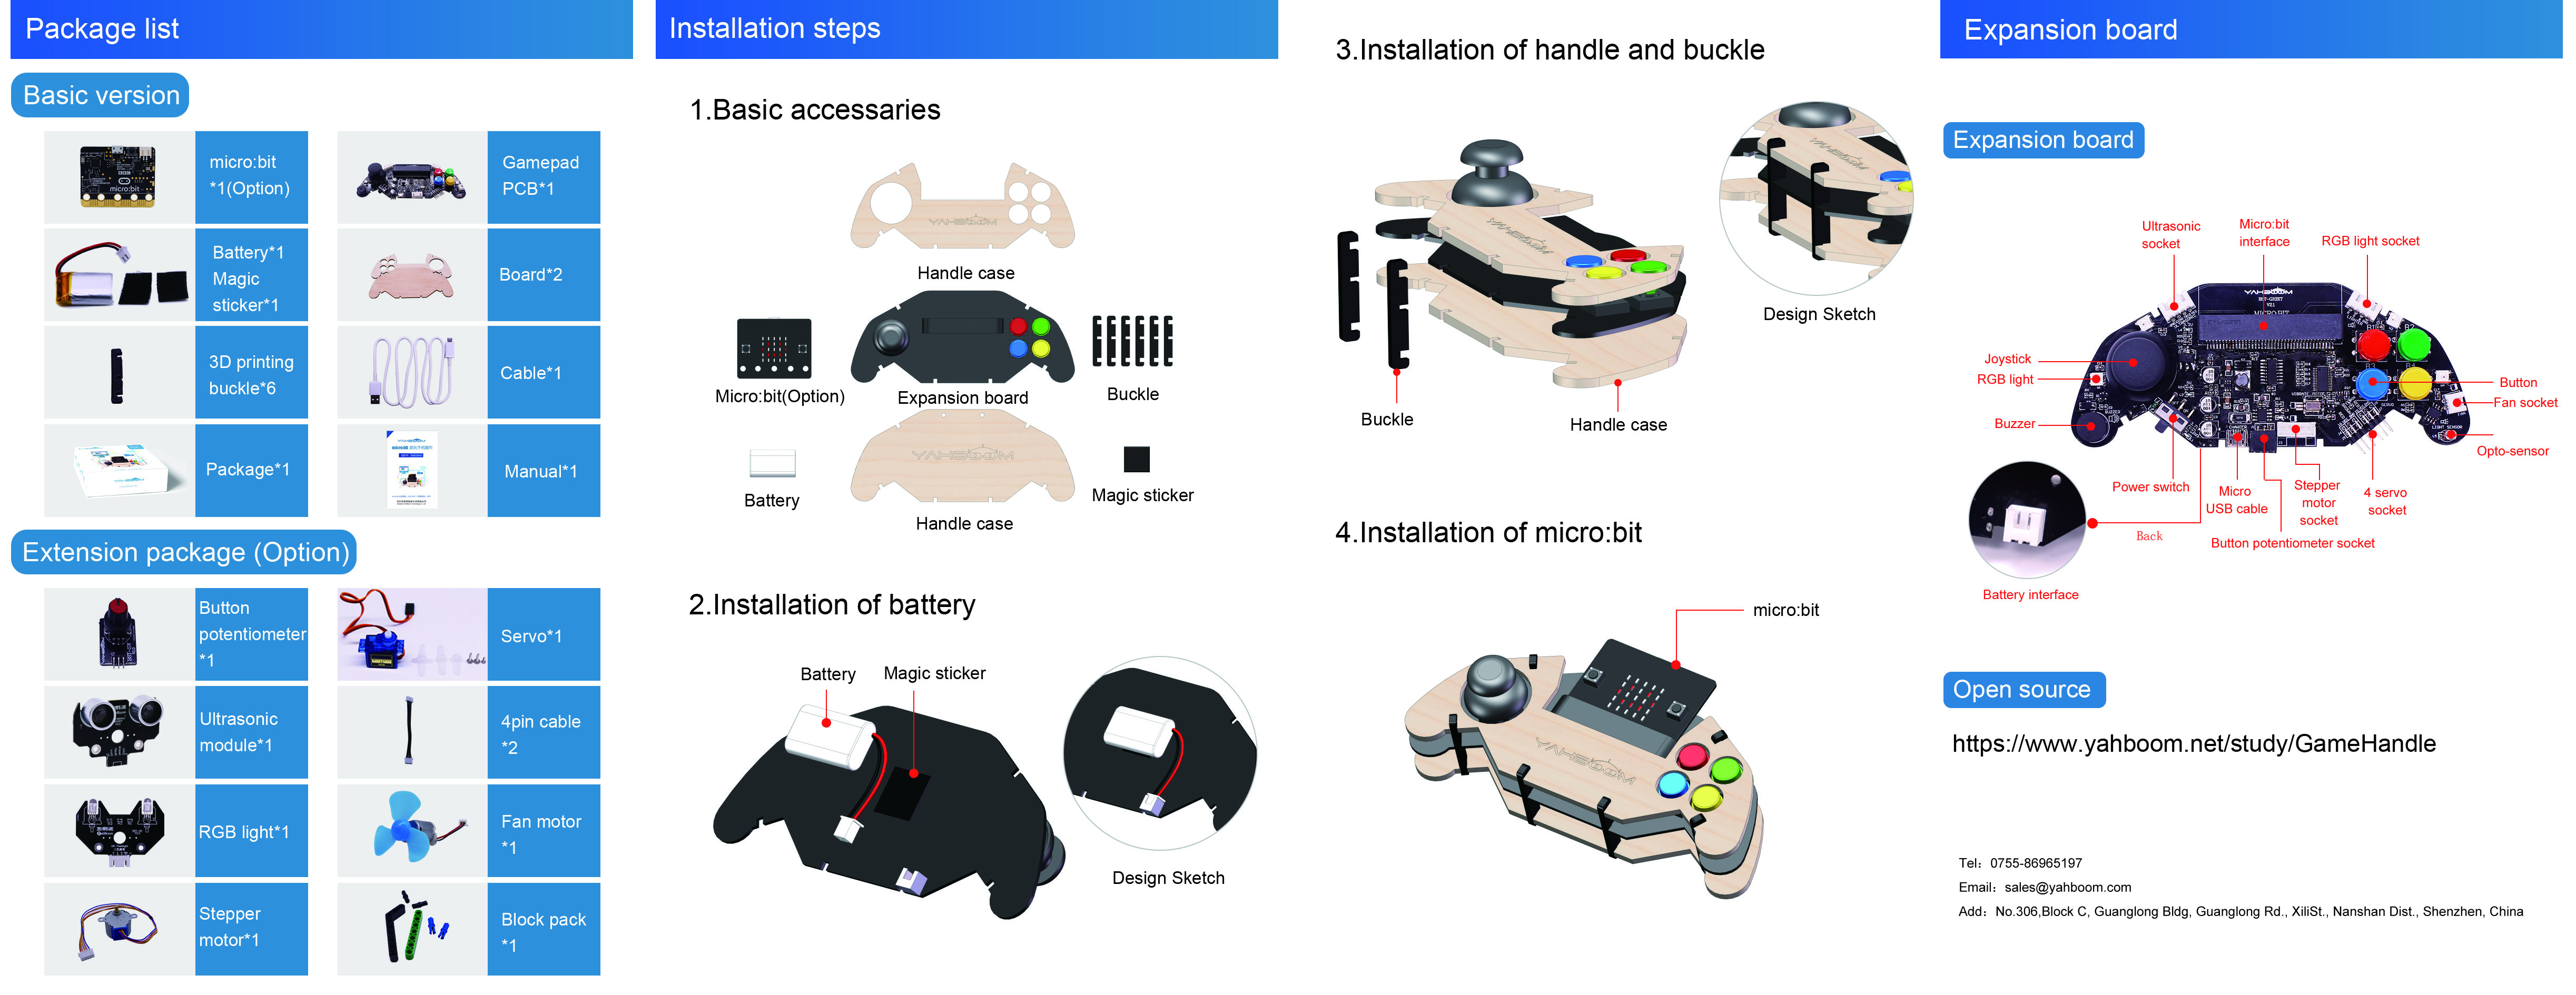 Package list
Basic version
micro:bit
*1(Option)
Gamepad
PCB*1
Battery*1
Magic
sticker*1
Board*2
3D printing
buckle*6
Cable*1
Package*1
Manual*1
Extension package (Option)
Button
potentiometer
*1
Servo*1
Ultrasonic
module*1
4pin cable
*2
RGB light*1
Fan motor
*1
Stepper
motor*1
Block pack
*1
Installation steps
1.Basic accessaries
YAHBOOM
Handle case
Micro:bit(Option)
Expansion board
Buckle
YAHBOOM
Battery
Handle case
Magic sticker
2.Installation of battery
Battery
Magic sticker
Design Sketch
3.Installation of handle and buckle
YAHBOOM
Design Sketch
Buckle
Handle case
4.Installation of micro:bit
micro:bit
YAHBOOM
Expansion board
Expansion board
Ultrasonic
socket
Micro:bit
interface
RGB light socket
YAHBOOM
Joystick
RGB light
Buzzer
Button
Fan socket
Opto-sensor
Power switch
Micro
USB cable
Stepper
motor
socket
4 servo
socket
Back
Button potentiometer socket
Battery interface
Open source
https://www.yahboom.net/study/GameHandle
Tel：0755-86965197
Email：sales@yahboom.com
Add：No.306,Block C, Guanglong Bldg, Guanglong Rd., XiliSt., Nanshan Dist., Shenzhen, China